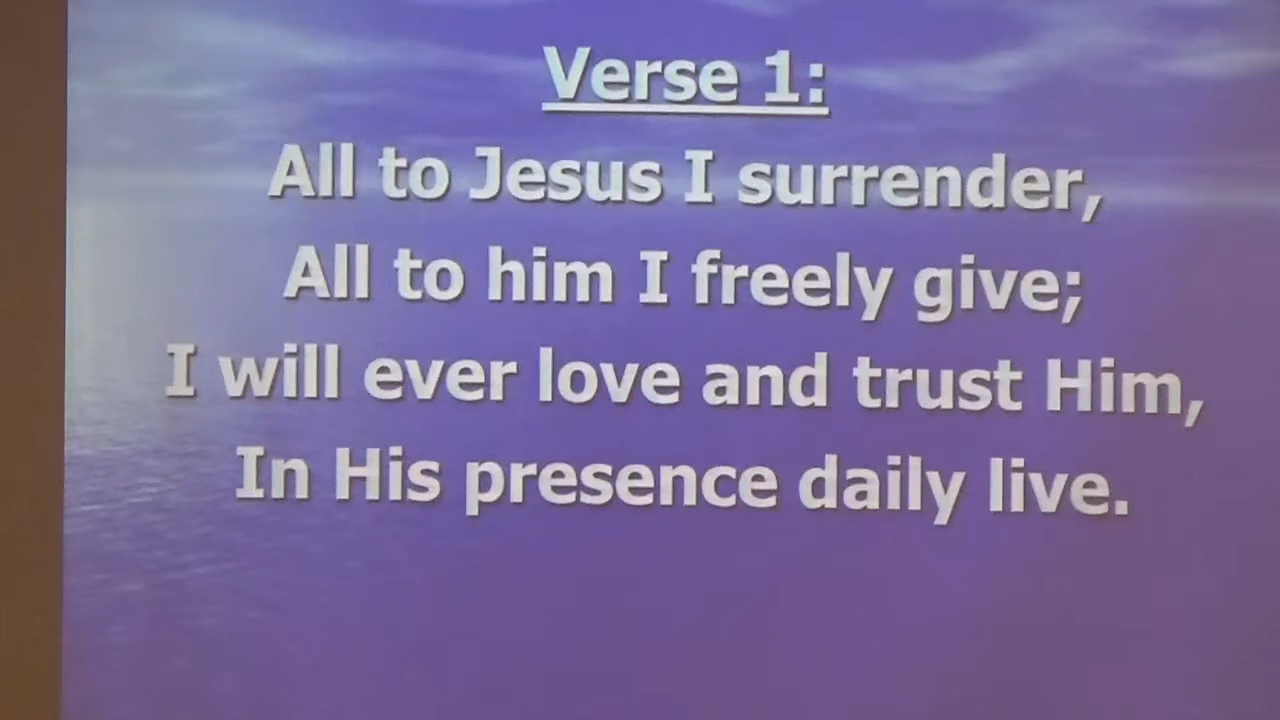 Verse 1:
All to Jesus I surrender,
All to him I freely give;
I will ever love and trust Him,
In His presence daily live.